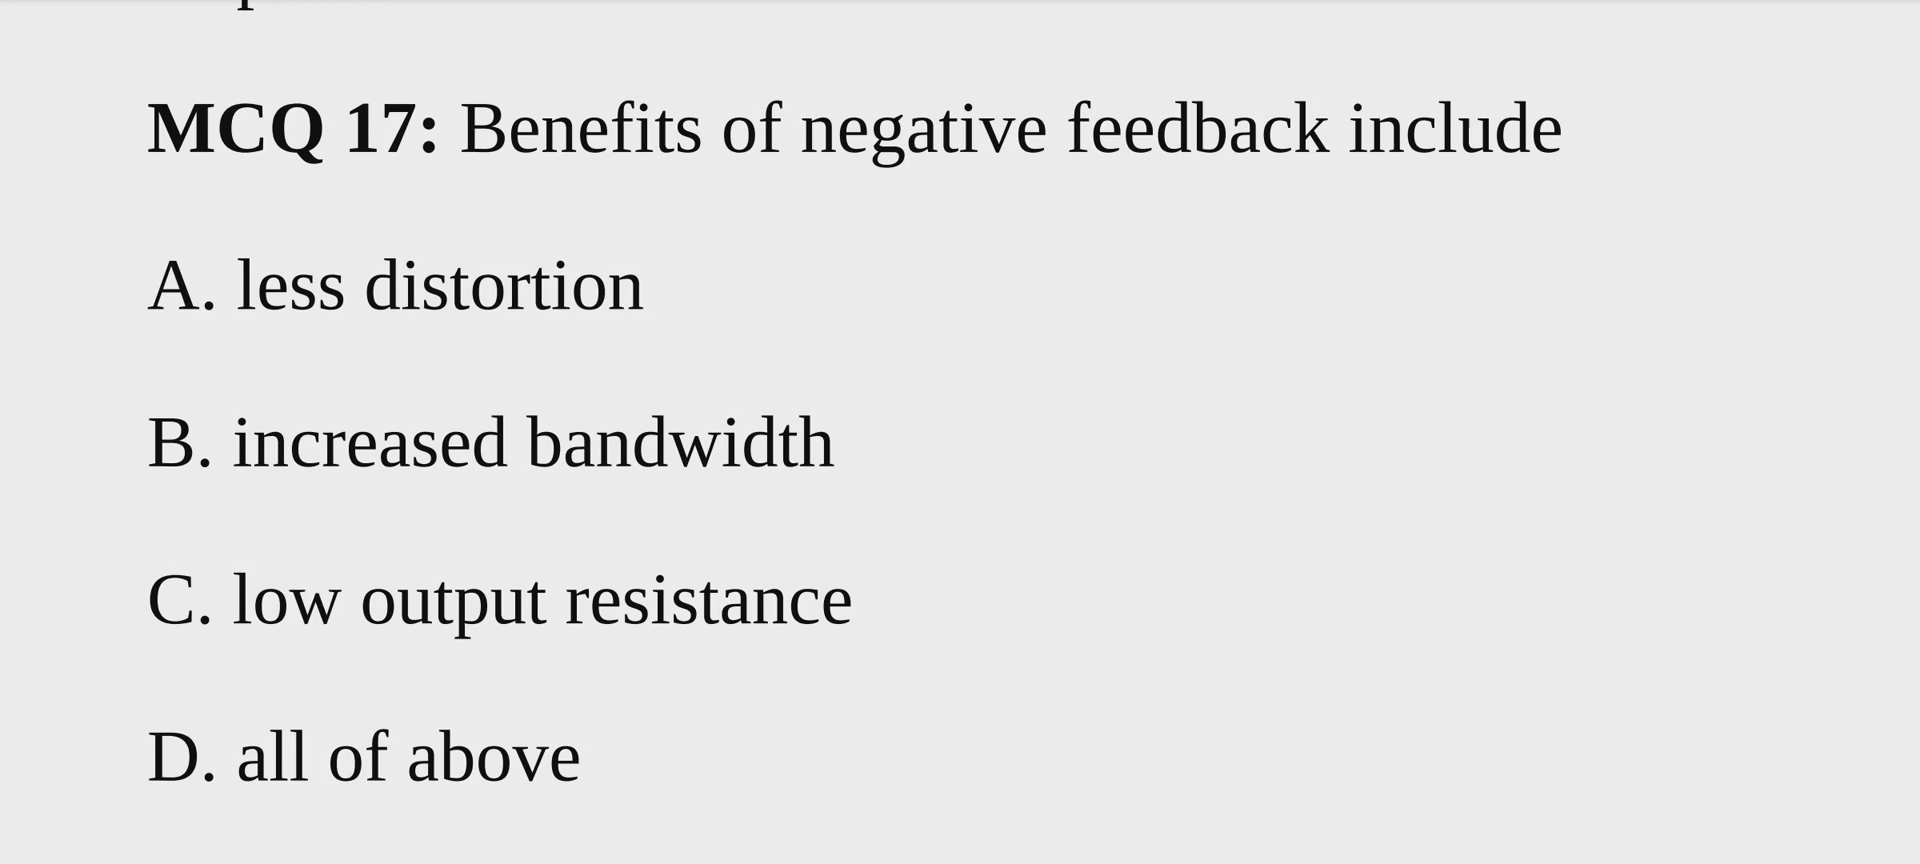 MCQ 17: Benefits of negative feedback include
A. less distortion
B. increased bandwidth
C. low output resistance
D. all of above